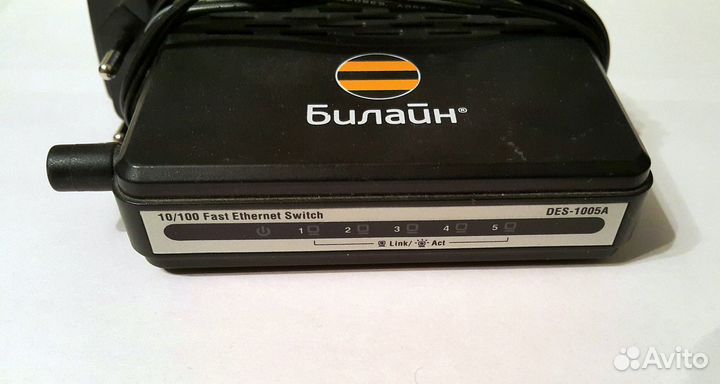 Билайн®
10/100 Fast Ethernet Switch
DES-1005A
1 2 3 4 5
Link/ Act
Avito